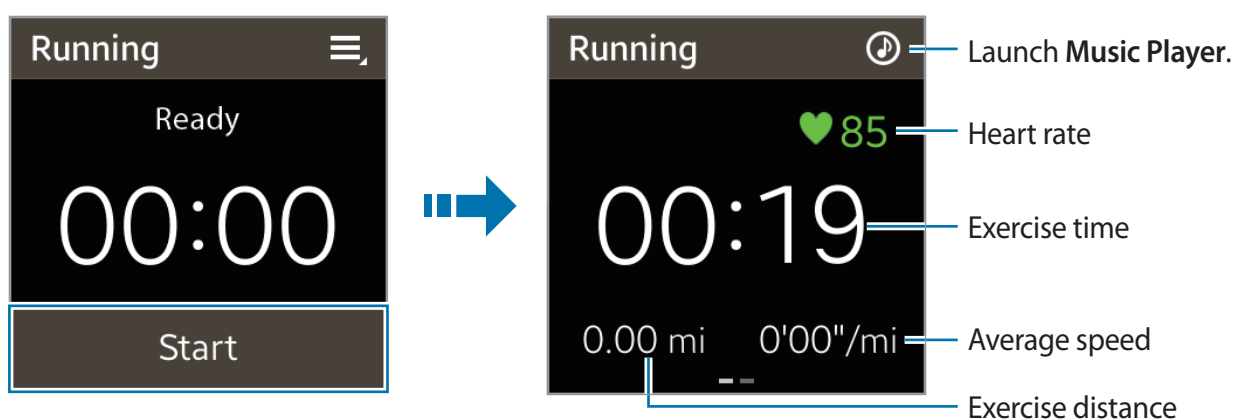 Running
Ready
00:00
Start
Running
Launch Music Player.
85
Heart rate
00:19
Exercise time
0.00 mi
0'00"/mi
Average speed
Exercise distance